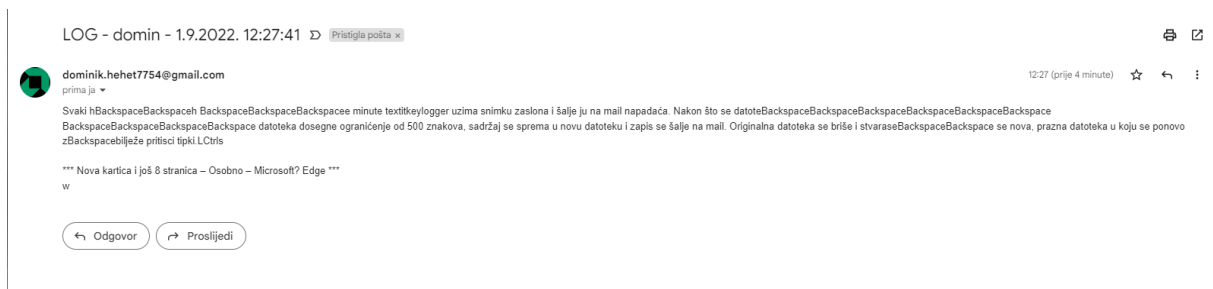 LOG - domin - 1.9.2022. 12:27:41 Pristigla pošta ×
dominik.hehet7754@gmail.com 12:27 (prije 4 minute)
prima ja
Svaki hBackspaceBackspaceh BackspaceBackspaceBackspacee minute textitkeylogger uzima snimku zaslona i šalje ju na mail napadača. Nakon što se datoteBackspaceBackspaceBackspaceBackspaceBackspaceBackspace
BackspaceBackspaceBackspaceBackspace datoteka dosegne ograničenje od 500 znakova, sadržaj se sprema u novu datoteku i zapis se šalje na mail. Originalna datoteka se briše i stvaraseBackspaceBackspace se nova, prazna datoteka u koju se ponovo
zBackspacebilježe pritisci tipki.LCtrls
*** Nova kartica i još 8 stranica – Osobno – Microsoft? Edge ***
w
Odgovor Proslijedi